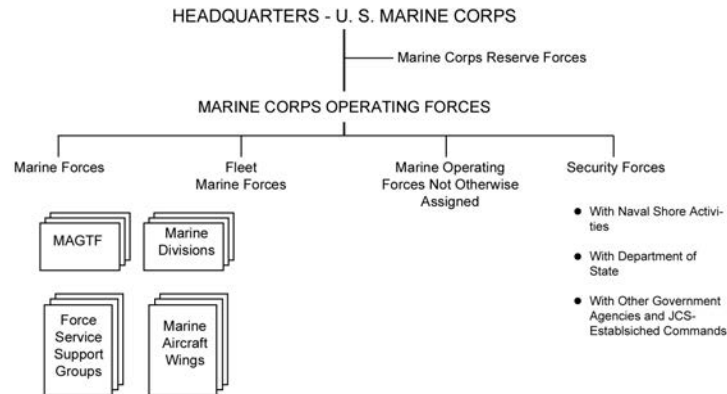 HEADQUARTERS - U. S. MARINE CORPS
Marine Corps Reserve Forces
MARINE CORPS OPERATING FORCES
Marine Forces
Fleet
Marine Forces
Marine Operating
Forces Not Otherwise
Assigned
Security Forces
MAGTF
Marine
Divisions
Force
Service
Support
Groups
Marine
Aircraft
Wings
● With Naval Shore Activi-
ties
● With Department of
State
● With Other Government
Agencies and JCS-
Establsiched Commands